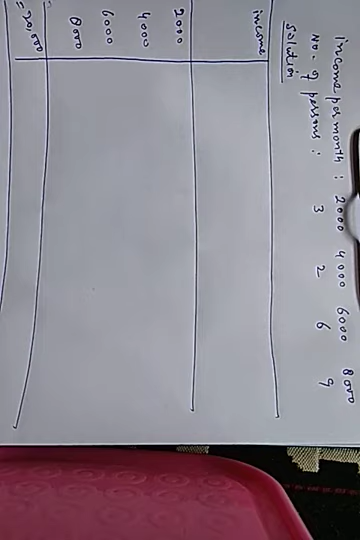 Income per month : 2000 4000 6000 8000
No. of persons : 3 2 6 9
Solution
income
2000
4000
6000
8000
= 20,000